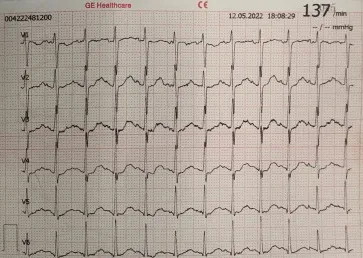 GE Healthcare CE
004222481200 12.05.2022 18:08:29 137 /min
-- / -- mmHg
V1
V2
V3
V4
V5
V6